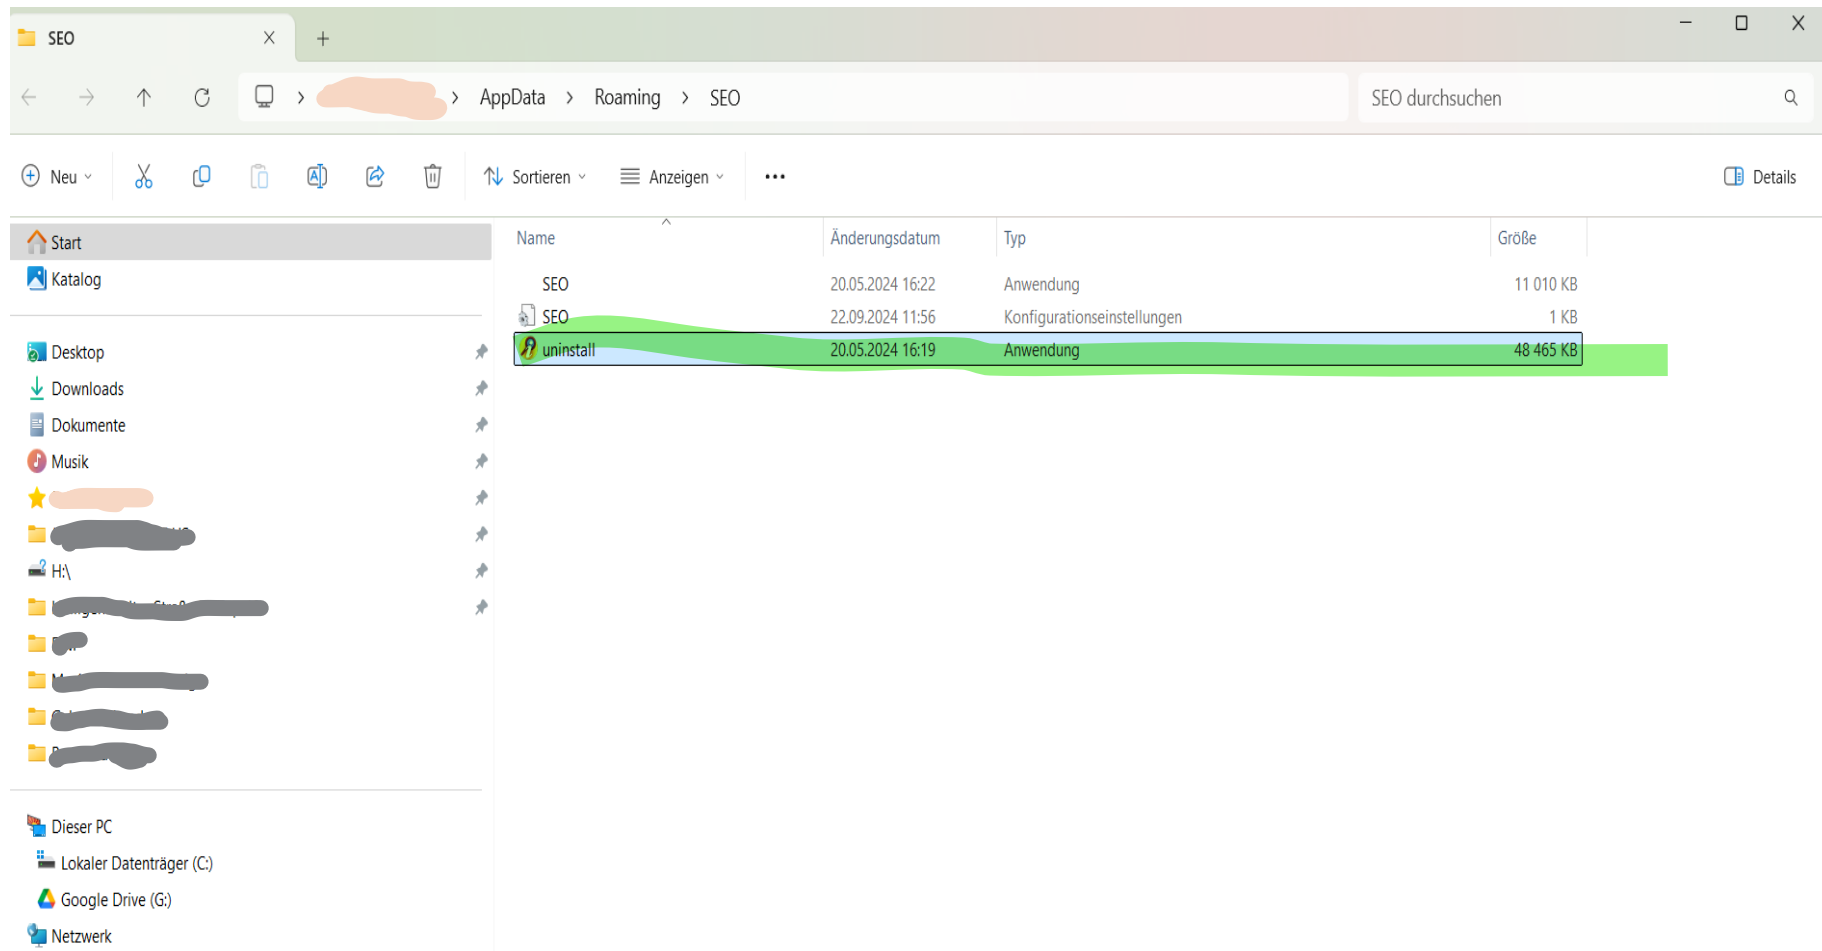 SEO
AppData > Roaming > SEO
SEO durchsuchen
Neu
Sortieren
Anzeigen
Details
Start
Katalog
Desktop
Downloads
Dokumente
Musik
H:\
Dieser PC
Lokaler Datenträger (C:)
Google Drive (G:)
Netzwerk
Name Änderungsdatum Typ Größe
SEO 20.05.2024 16:22 Anwendung 11 010 KB
SEO 22.09.2024 11:56 Konfigurationseinstellungen 1 KB
uninstall 20.05.2024 16:19 Anwendung 48 465 KB